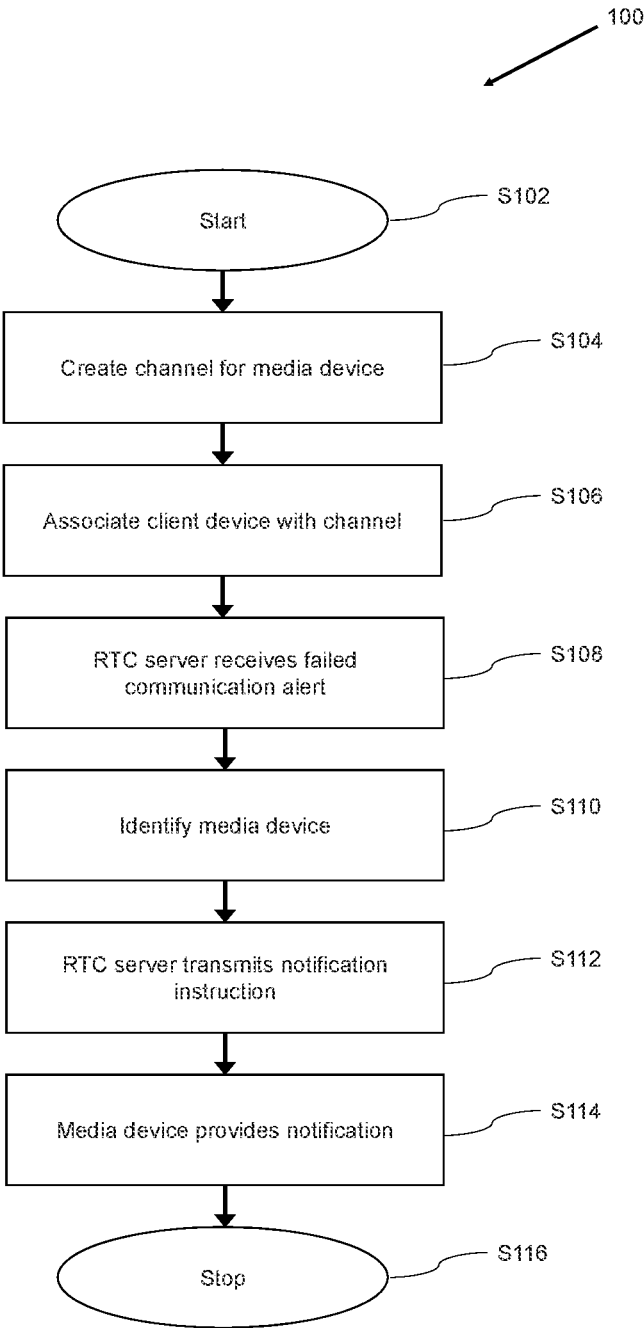 100
Start
S102
Create channel for media device
S104
Associate client device with channel
S106
RTC server receives failed
communication alert
S108
Identify media device
S110
RTC server transmits notification
instruction
S112
Media device provides notification
S114
Stop
S116